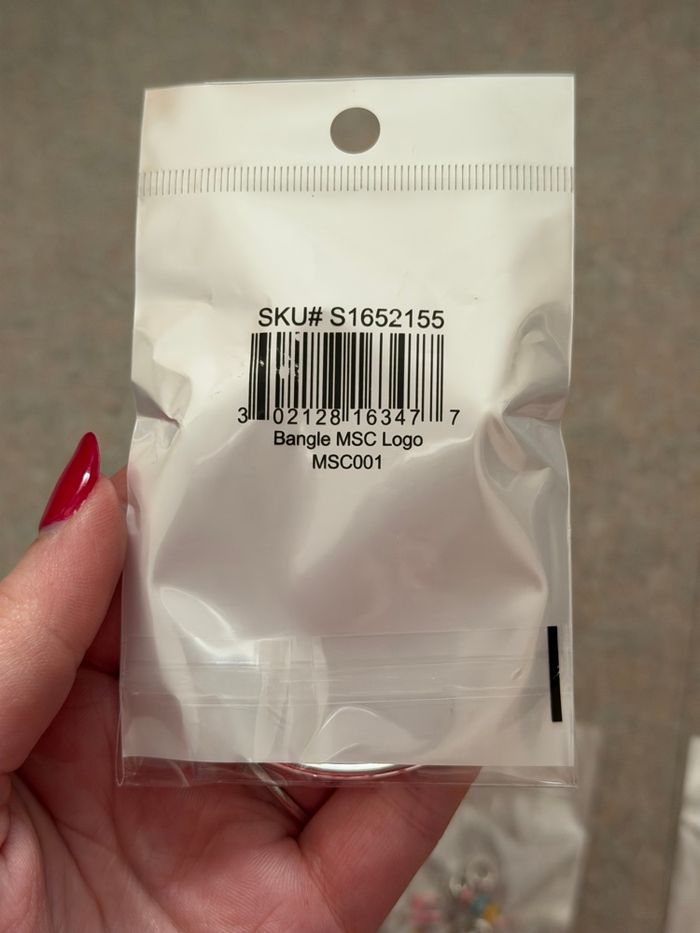 SKU# S1652155
3 02128 16347 7
Bangle MSC Logo
MSC001